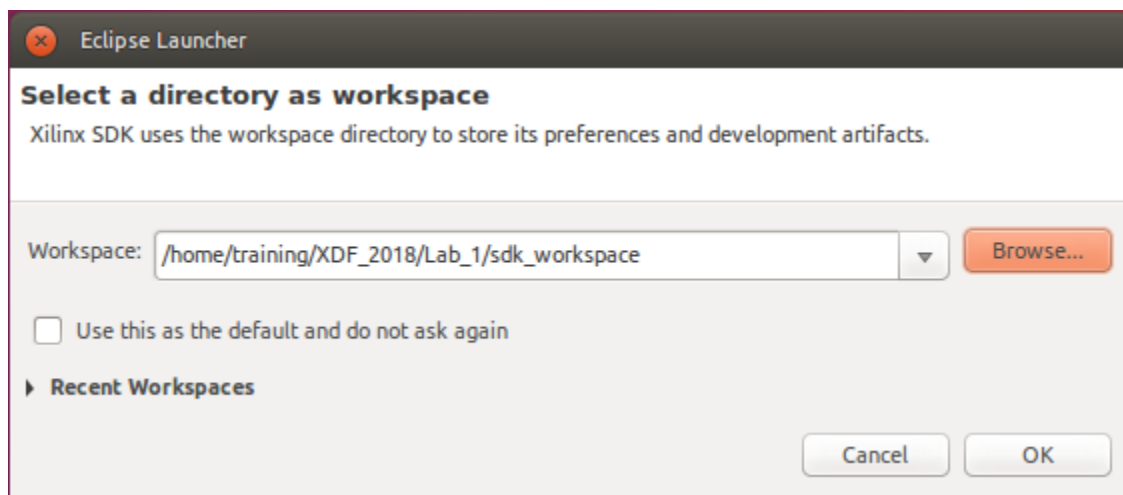 Eclipse Launcher
Select a directory as workspace
Xilinx SDK uses the workspace directory to store its preferences and development artifacts.
Workspace: /home/training/XDF_2018/Lab_1/sdk_workspace Browse...
Use this as the default and do not ask again
Recent Workspaces
Cancel OK